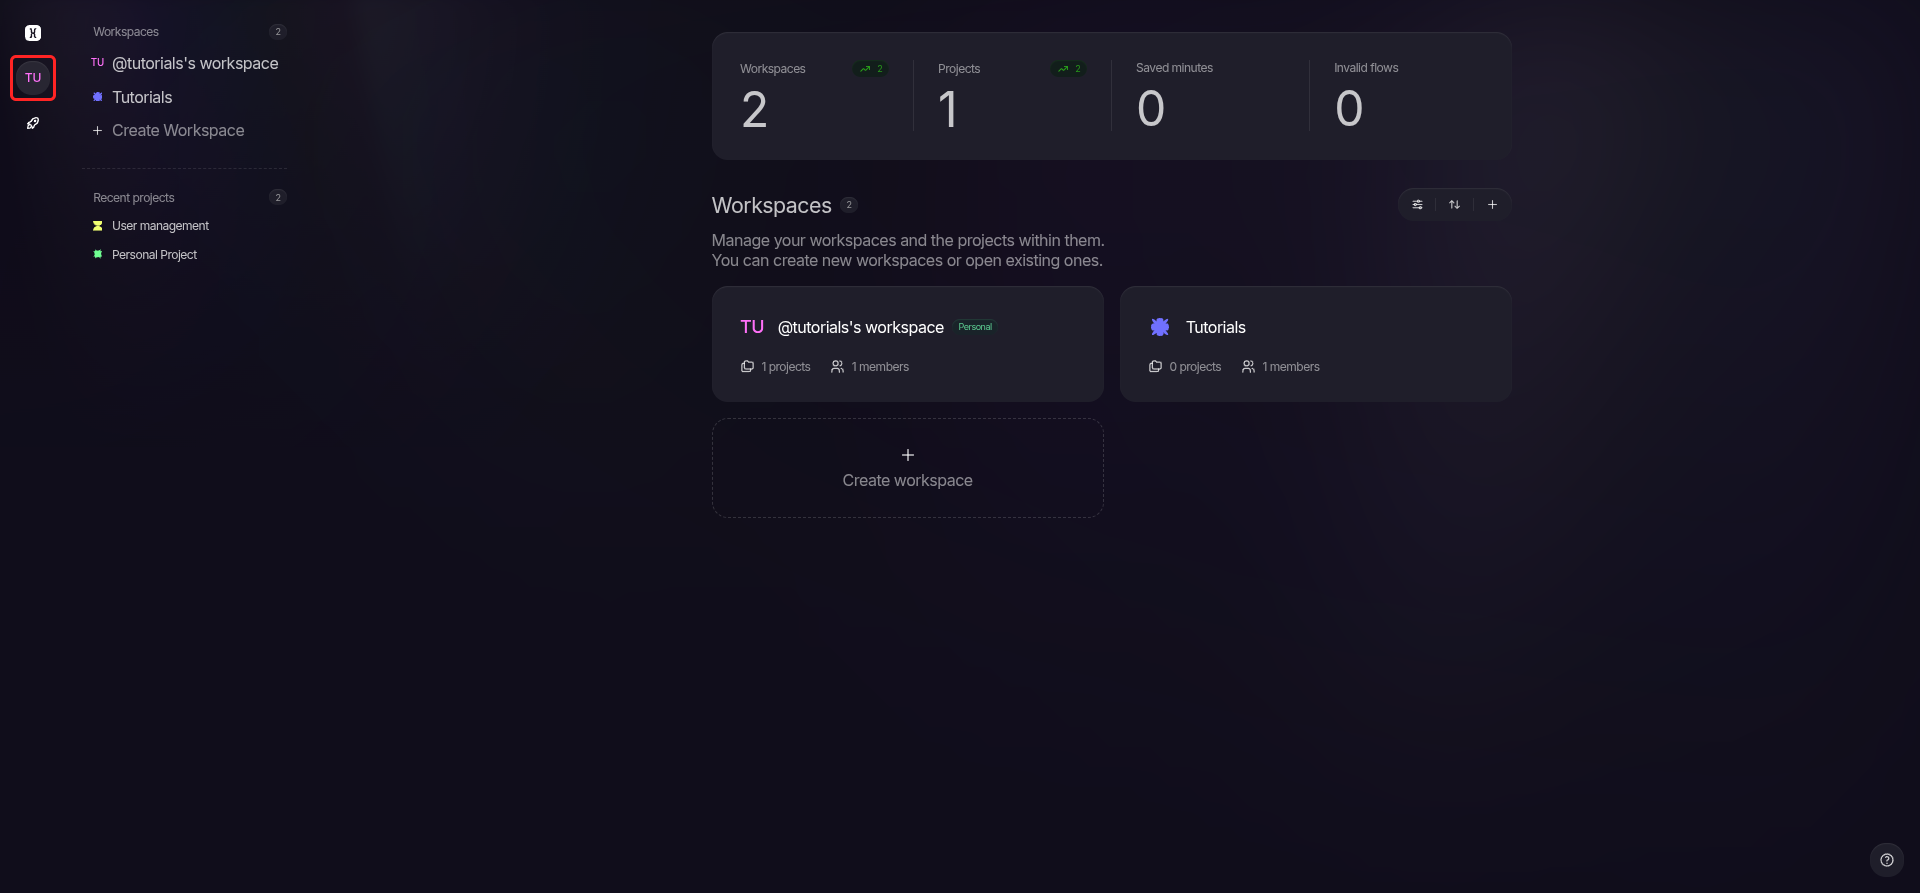 TU
Workspaces 2
TU @tutorials's workspace
Tutorials
Create Workspace
Recent projects 2
User management
Personal Project
Workspaces 2
2
Projects 2
1
Saved minutes
0
Invalid flows
0
Workspaces 2
Manage your workspaces and the projects within them.
You can create new workspaces or open existing ones.
TU @tutorials's workspace Personal
1 projects 1 members
Tutorials
0 projects 1 members
Create workspace